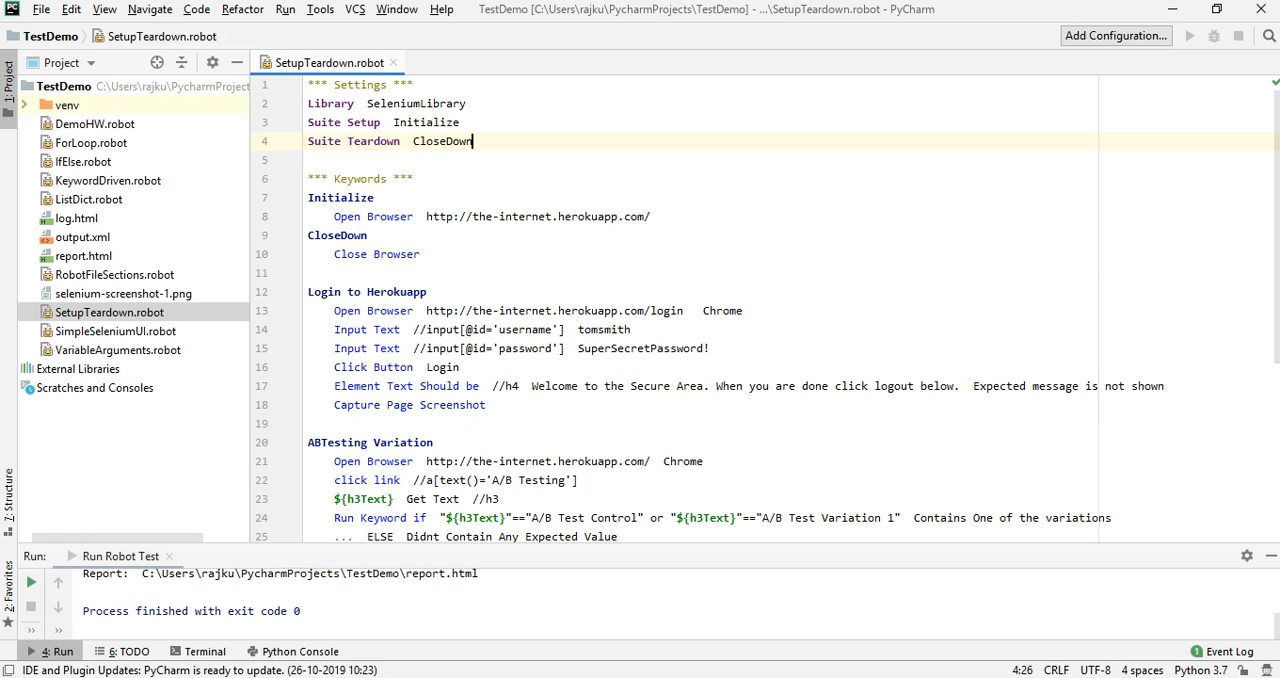 PC File Edit View Navigate Code Refactor Run Tools VCS Window Help TestDemo [C:\Users\rajku\PycharmProjects\TestDemo] - ...\SetupTeardown.robot - PyCharm
TestDemo SetupTeardown.robot Add Configuration...
Project SetupTeardown.robot
1: Project
TestDemo C:\Users\rajku\PycharmProject
venv
DemoHW.robot
ForLoop.robot
IfElse.robot
KeywordDriven.robot
ListDict.robot
log.html
output.xml
report.html
RobotFileSections.robot
selenium-screenshot-1.png
SetupTeardown.robot
SimpleSeleniumUI.robot
VariableArguments.robot
External Libraries
Scratches and Consoles
1 *** Settings ***
2 Library  SeleniumLibrary
3 Suite Setup  Initialize
4 Suite Teardown  CloseDown
5
6 *** Keywords ***
7 Initialize
8     Open Browser  http://the-internet.herokuapp.com/
9 CloseDown
10     Close Browser
11
12 Login to Herokuapp
13     Open Browser  http://the-internet.herokuapp.com/login   Chrome
14     Input Text  //input[@id='username']  tomsmith
15     Input Text  //input[@id='password']  SuperSecretPassword!
16     Click Button  Login
17     Element Text Should be  //h4  Welcome to the Secure Area. When you are done click logout below.  Expected message is not shown
18     Capture Page Screenshot
19
20 ABTesting Variation
21     Open Browser  http://the-internet.herokuapp.com/  Chrome
22     click link  //a[text()='A/B Testing']
23     ${h3Text}  Get Text  //h3
24     Run Keyword if  "${h3Text}"=="A/B Test Control" or "${h3Text}"=="A/B Test Variation 1"  Contains One of the variations
25     ...  ELSE  Didnt Contain Any Expected Value
7: Structure
2: Favorites
Run: Run Robot Test
Report:  C:\Users\rajku\PycharmProjects\TestDemo\report.html
Process finished with exit code 0
4: Run 6: TODO Terminal Python Console 1 Event Log
IDE and Plugin Updates: PyCharm is ready to update. (26-10-2019 10:23) 4:26 CRLF UTF-8 4 spaces Python 3.7